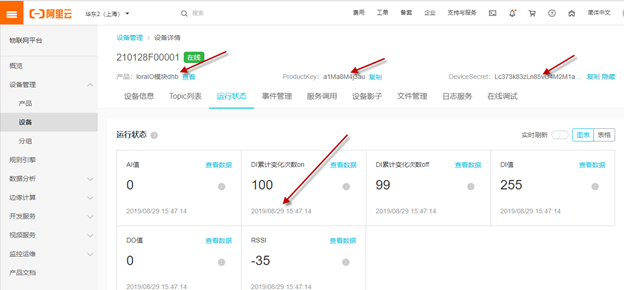 阿里云 华东2（上海） 搜索 费用 工单 备案 企业 支持与服务 简体中文
物联网平台
设备管理 > 设备详情
210128F00001 在线
产品： loraIO模块dhb 查看 ProductKey： a1Ma8M4j3au 复制 DeviceSecret： 复制 隐藏
设备信息 Topic列表 运行状态 事件管理 服务调用 设备影子 文件管理 日志服务 在线调试
概览
设备管理
产品
设备
分组
规则引擎
数据分析
边缘计算
开发服务
视频服务
监控运维
产品文档
运行状态 实时刷新 图表 表格
AI值 查看数据 DI累计变化次数on 查看数据 DI累计变化次数off 查看数据 DI值 查看数据
0 100 99 255
2019/08/29 15:47:14 2019/08/29 15:47:14 2019/08/29 15:47:14 2019/08/29 15:47:14
DO值 查看数据 RSSI 查看数据
0 -35
2019/08/29 15:47:14 2019/08/29 15:47:14